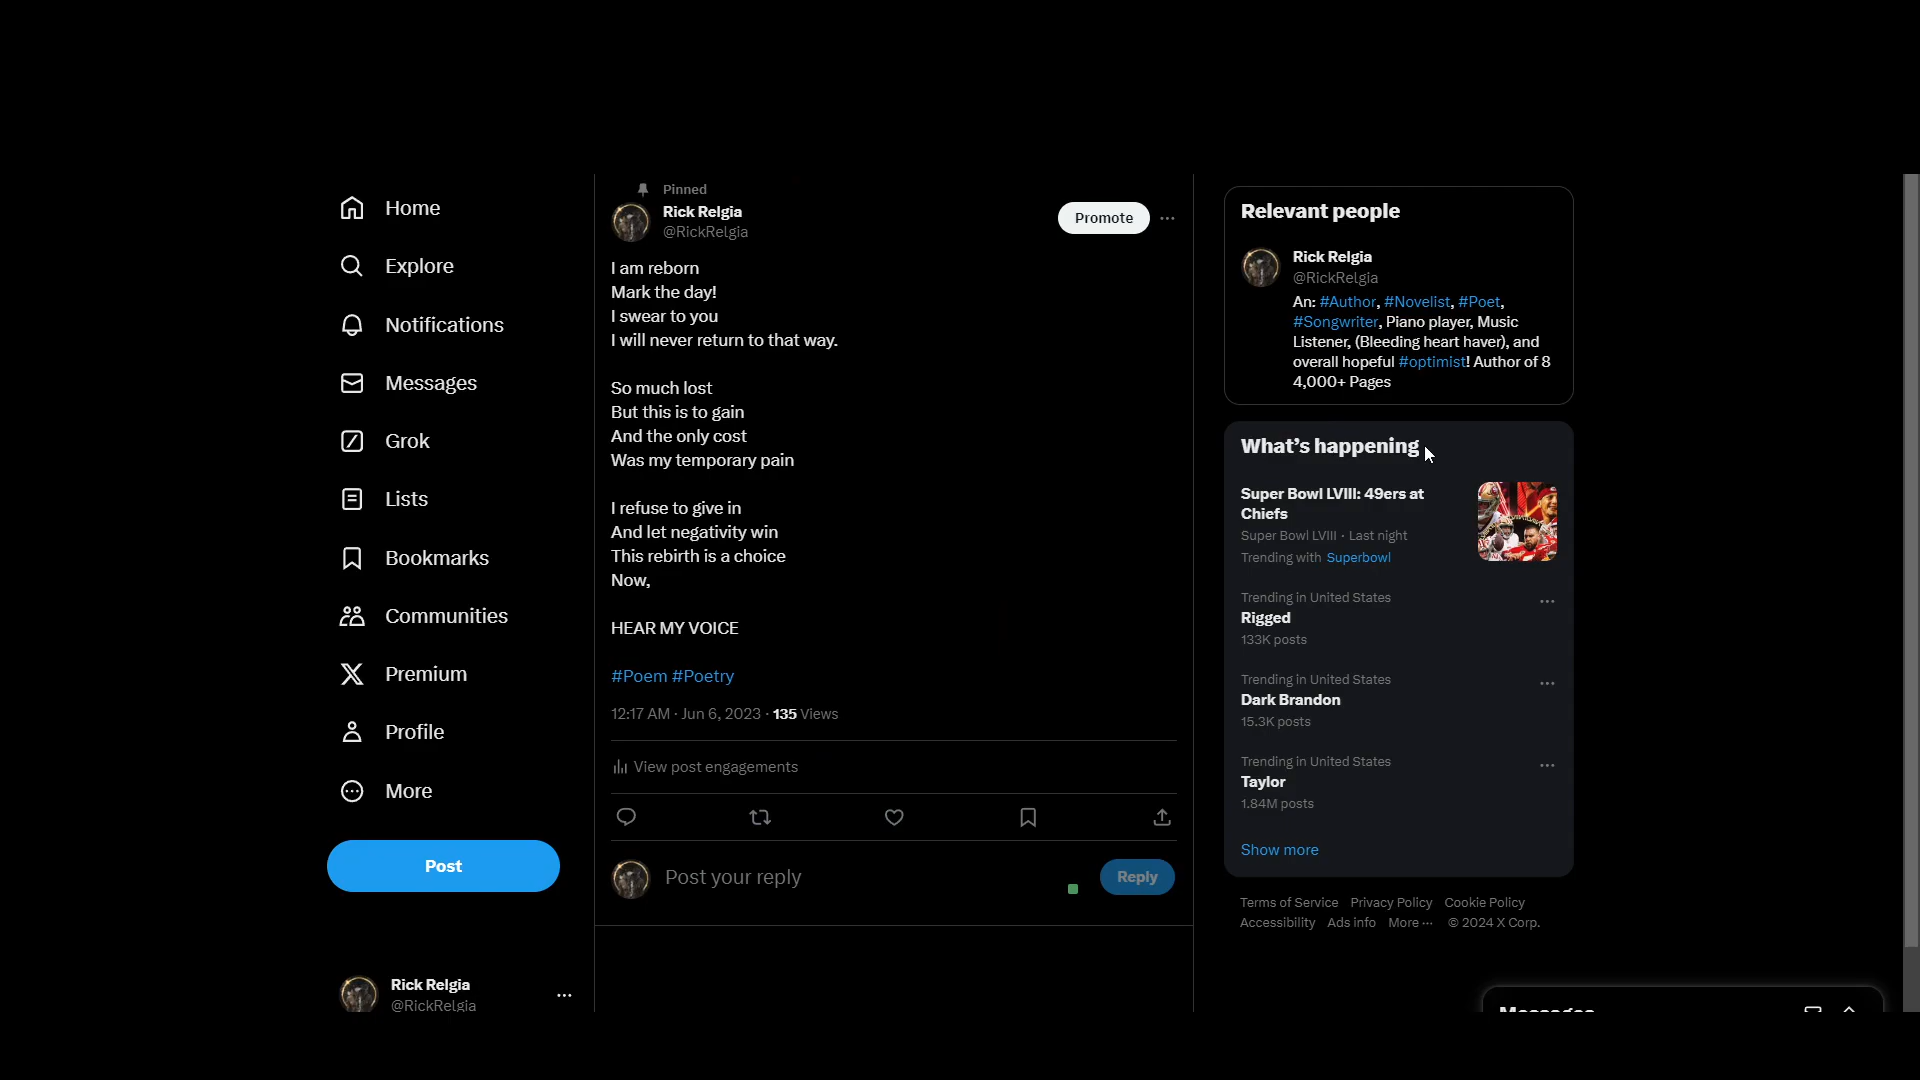 Home
Explore
Notifications
Messages
Grok
Lists
Bookmarks
Communities
Premium
Profile
More
Post
Rick Relgia
@RickRelgia
Pinned
Rick Relgia
@RickRelgia
Promote
I am reborn
Mark the day!
I swear to you
I will never return to that way.
So much lost
But this is to gain
And the only cost
Was my temporary pain
I refuse to give in
And let negativity win
This rebirth is a choice
Now,
HEAR MY VOICE
#Poem #Poetry
12:17 AM · Jun 6, 2023 · 135 Views
View post engagements
Post your reply
Reply
Relevant people
Rick Relgia
@RickRelgia
An: #Author, #Novelist, #Poet,
#Songwriter, Piano player, Music
Listener, (Bleeding heart haver), and
overall hopeful #optimist! Author of 8
4,000+ Pages
What's happening
Super Bowl LVIII: 49ers at
Chiefs
Super Bowl LVIII · Last night
Trending with Superbowl
Trending in United States
Rigged
133K posts
Trending in United States
Dark Brandon
15.3K posts
Trending in United States
Taylor
1.84M posts
Show more
Terms of Service Privacy Policy Cookie Policy
Accessibility Ads info More ··· © 2024 X Corp.
Messages